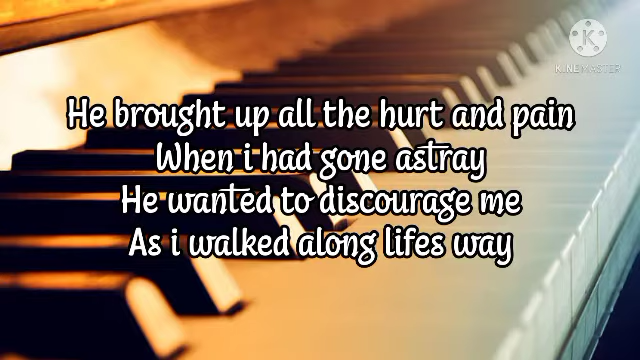 K
KINEMASTER
He brought up all the hurt and pain
When i had gone astray
He wanted to discourage me
As i walked along lifes way